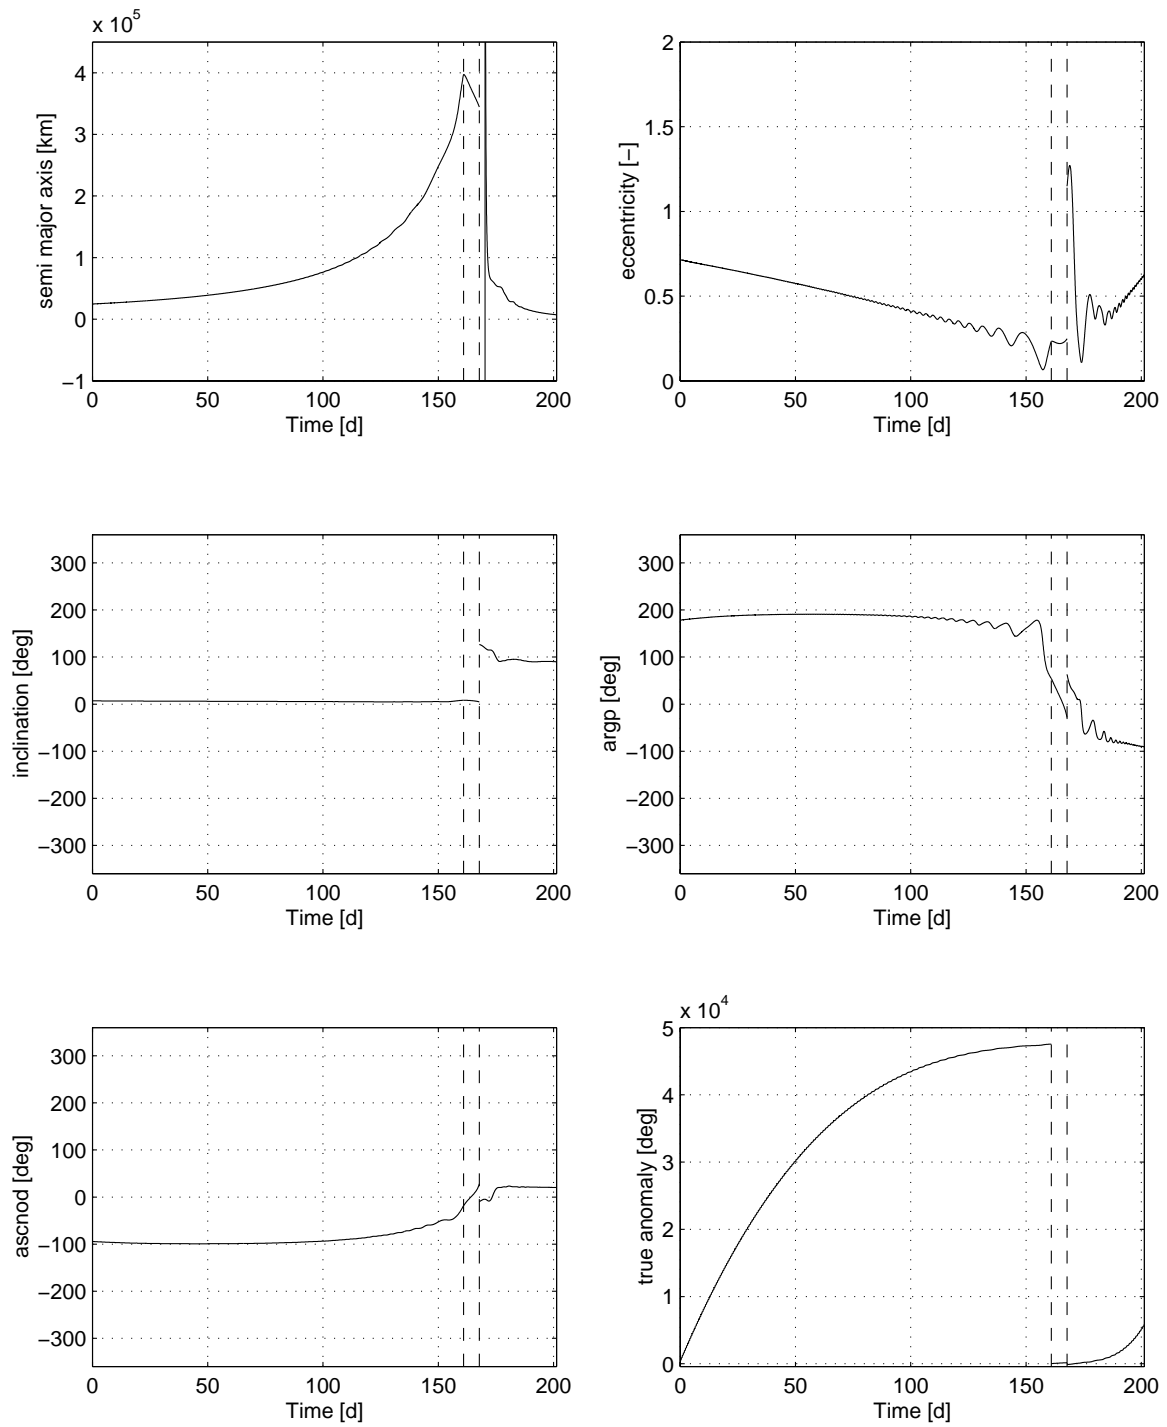 x 10^5
semi major axis [km]
4
3
2
1
0
−1
0 50 100 150 200
Time [d]
eccentricity [−]
2
1.5
1
0.5
0
0 50 100 150 200
Time [d]
inclination [deg]
300
200
100
0
−100
−200
−300
0 50 100 150 200
Time [d]
argp [deg]
300
200
100
0
−100
−200
−300
0 50 100 150 200
Time [d]
ascnod [deg]
300
200
100
0
−100
−200
−300
0 50 100 150 200
Time [d]
x 10^4
true anomaly [deg]
5
4
3
2
1
0
0 50 100 150 200
Time [d]